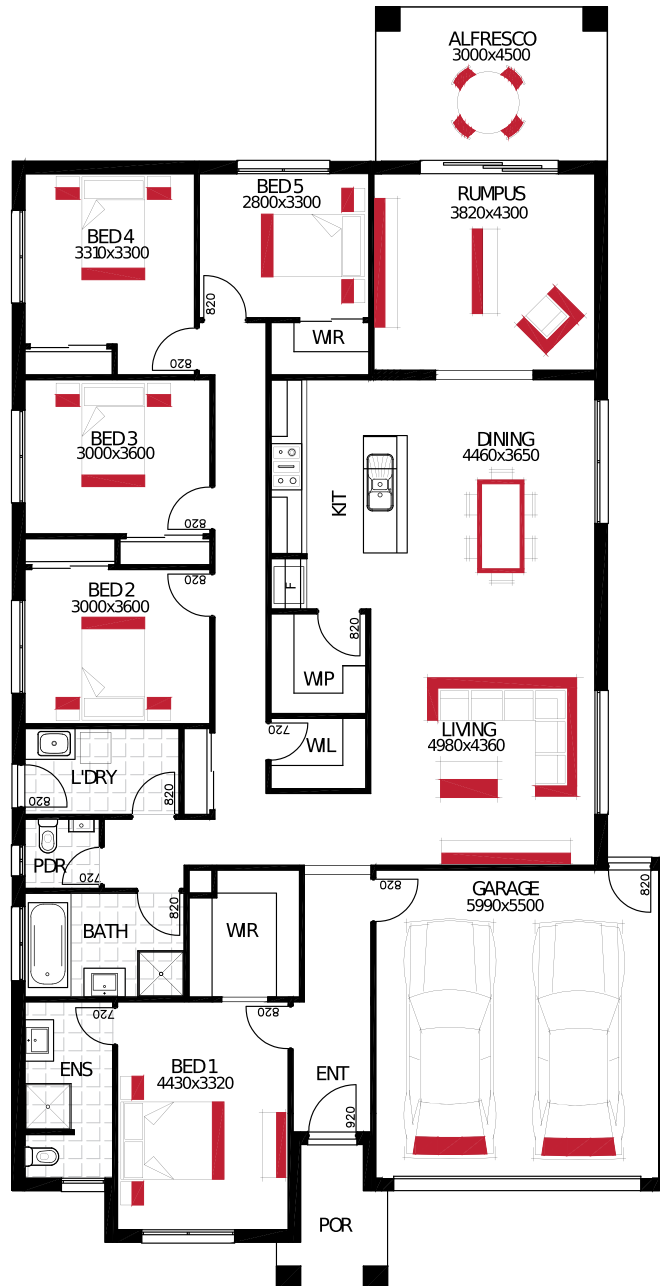 ALFRESCO
3000x4500
BED 5
2800x3300
RUMPUS
3820x4300
BED 4
3310x3300
820
820
WIR
BED 3
3000x3600
DINING
4460x3650
KIT
820
F
820
BED 2
3000x3600
820
WIP
720
WIL
LIVING
4980x4360
L'DRY
820
820
PDR
720
820
GARAGE
5990x5500
820
820
BATH
WIR
720
820
ENS
BED 1
4430x3320
ENT
920
POR